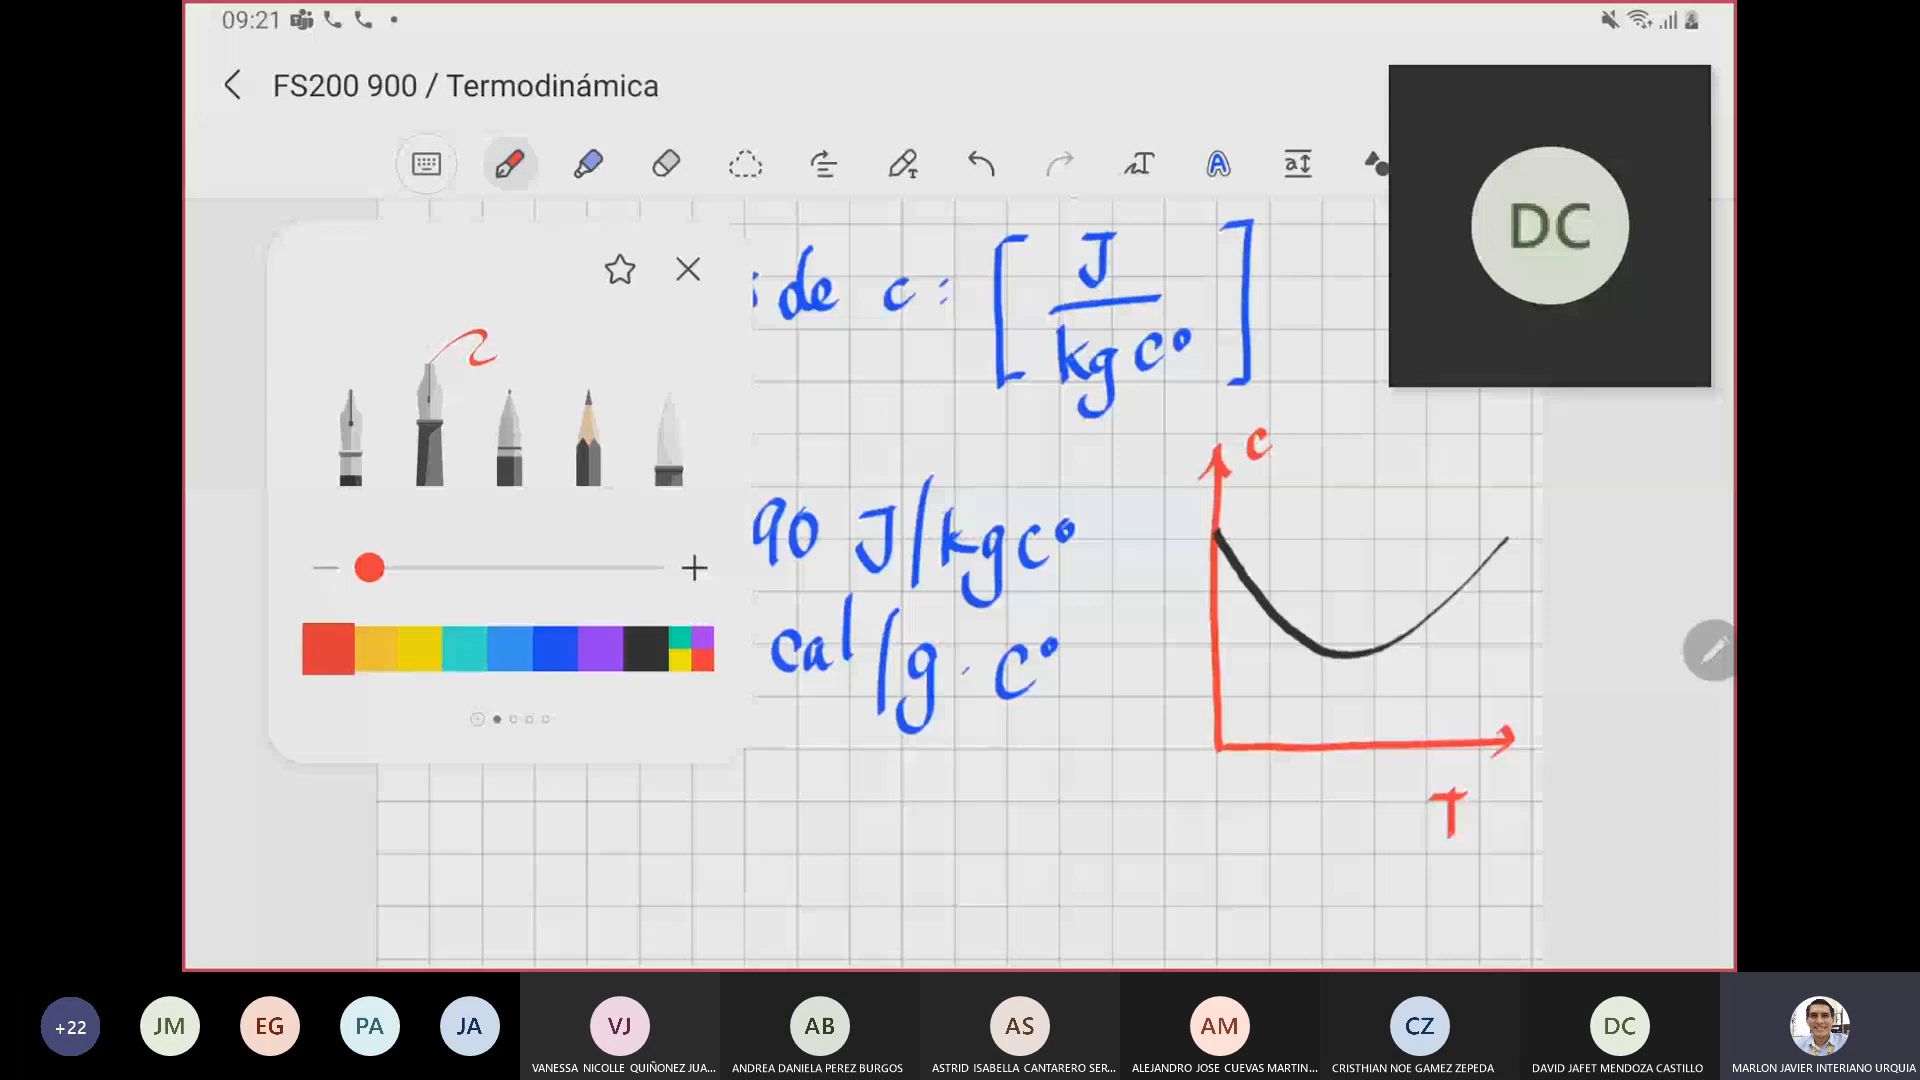 09:21
FS200 900 / Termodinámica
DC
de c: [ J / kg c° ]
90 J/kg c°
cal/g · c°
c
T
+22
JM
EG
PA
JA
VJ
AB
AS
AM
CZ
DC
VANESSA NICOLLE QUIÑONEZ JUA...
ANDREA DANIELA PEREZ BURGOS
ASTRID ISABELLA CANTARERO SER...
ALEJANDRO JOSE CUEVAS MARTIN...
CRISTHIAN NOE GAMEZ ZEPEDA
DAVID JAFET MENDOZA CASTILLO
MARLON JAVIER INTERIANO URQUIA